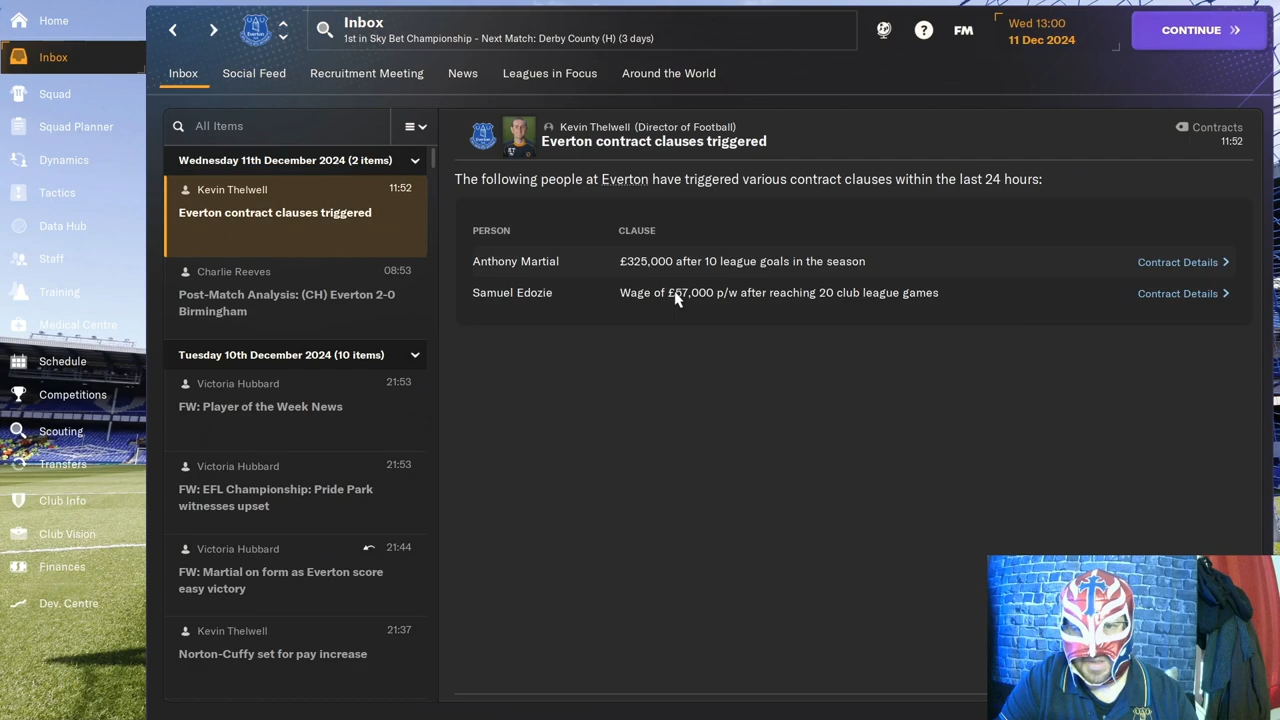 Home
Inbox
Squad
Squad Planner
Dynamics
Tactics
Data Hub
Staff
Training
Medical Centre
Schedule
Competitions
Scouting
Transfers
Club Info
Club Vision
Finances
Dev. Centre
Everton
Inbox
1st in Sky Bet Championship - Next Match: Derby County (H) (3 days)
?
FM
Wed 13:00
11 Dec 2024
CONTINUE
Inbox
Social Feed
Recruitment Meeting
News
Leagues in Focus
Around the World
All Items
Wednesday 11th December 2024 (2 items)
Kevin Thelwell
11:52
Everton contract clauses triggered
Charlie Reeves
08:53
Post-Match Analysis: (CH) Everton 2-0
Birmingham
Tuesday 10th December 2024 (10 items)
Victoria Hubbard
21:53
FW: Player of the Week News
Victoria Hubbard
21:53
FW: EFL Championship: Pride Park
witnesses upset
Victoria Hubbard
21:44
FW: Martial on form as Everton score
easy victory
Kevin Thelwell
21:37
Norton-Cuffy set for pay increase
Kevin Thelwell (Director of Football)
Everton contract clauses triggered
Contracts
11:52
The following people at Everton have triggered various contract clauses within the last 24 hours:
PERSON
CLAUSE
Anthony Martial
£325,000 after 10 league goals in the season
Contract Details
Samuel Edozie
Wage of £57,000 p/w after reaching 20 club league games
Contract Details